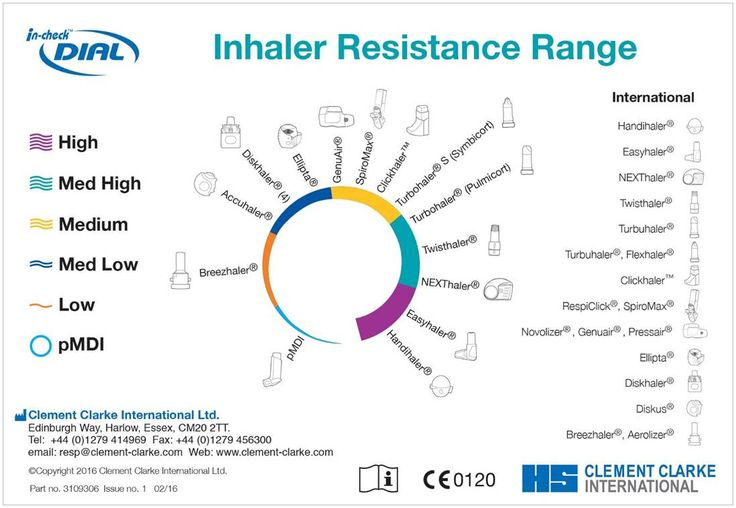 in-check™
DIAL
Inhaler Resistance Range
High
Med High
Medium
Med Low
Low
pMDI
pMDI
Breezhaler®
Accuhaler®
Diskhaler® (4)
Ellipta®
GenuAir®
SpiroMax®
Clickhaler™
Turbohaler® S (Symbicort)
Turbohaler® (Pulmicort)
Twisthaler®
NEXThaler®
Easyhaler®
Handihaler®
International
Handihaler®
Easyhaler®
NEXThaler®
Twisthaler®
Turbuhaler®
Turbuhaler®, Flexhaler®
Clickhaler™
RespiClick®, SpiroMax®
Novolizer®, Genuair®, Pressair®
Ellipta®
Diskhaler®
Diskus®
Breezhaler®, Aerolizer®
Clement Clarke International Ltd.
Edinburgh Way, Harlow, Essex, CM20 2TT.
Tel: +44 (0)1279 414969 Fax: +44 (0)1279 456300
email: resp@clement-clarke.com Web: www.clement-clarke.com
©Copyright 2016 Clement Clarke International Ltd.
Part no. 3109306 Issue no. 1 02/16
i
CE 0120
HS CLEMENT CLARKE
INTERNATIONAL